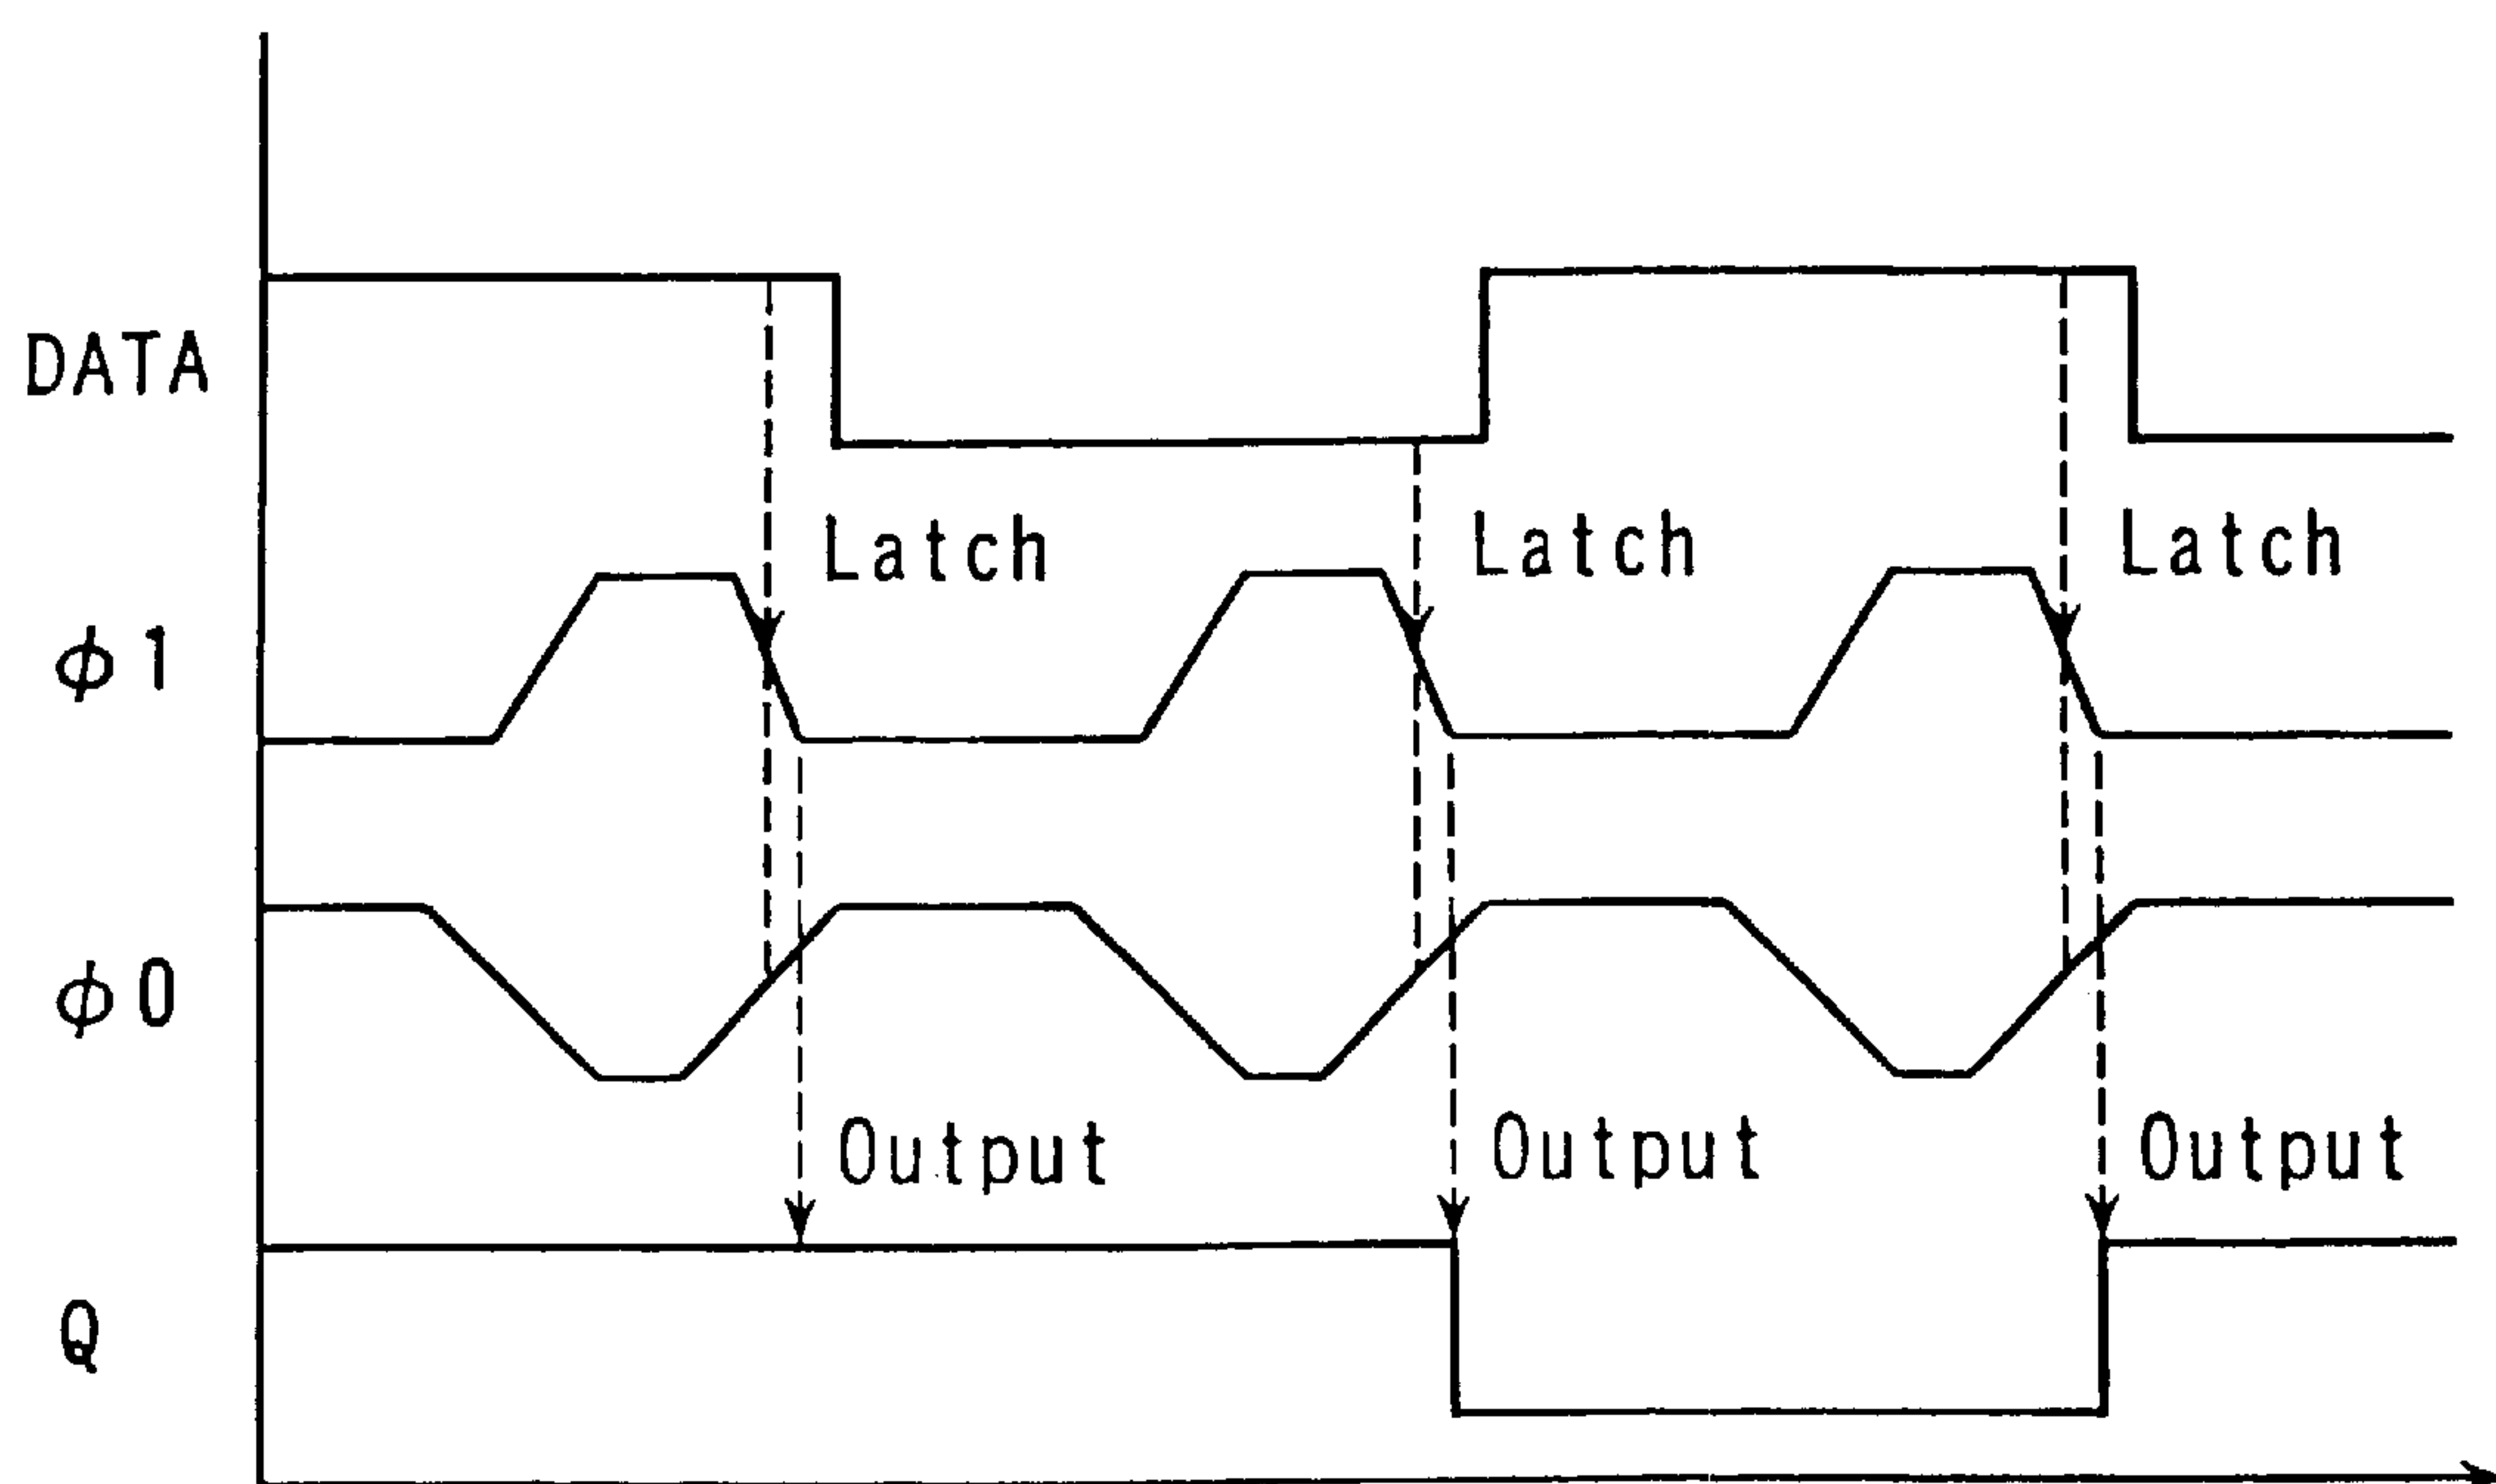 DATA
Latch Latch Latch
ϕ1
ϕ0
Output Output Output
Q